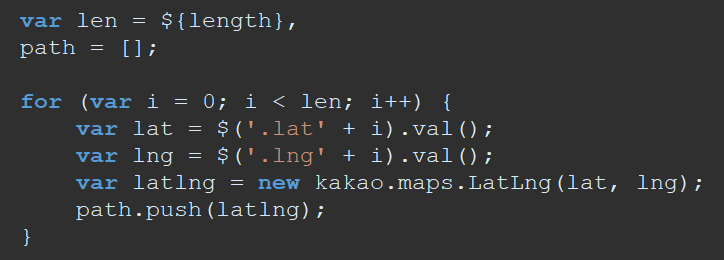 var len = ${length},
path = [];
for (var i = 0; i < len; i++) {
    var lat = $('.lat' + i).val();
    var lng = $('.lng' + i).val();
    var latlng = new kakao.maps.LatLng(lat, lng);
    path.push(latlng);
}